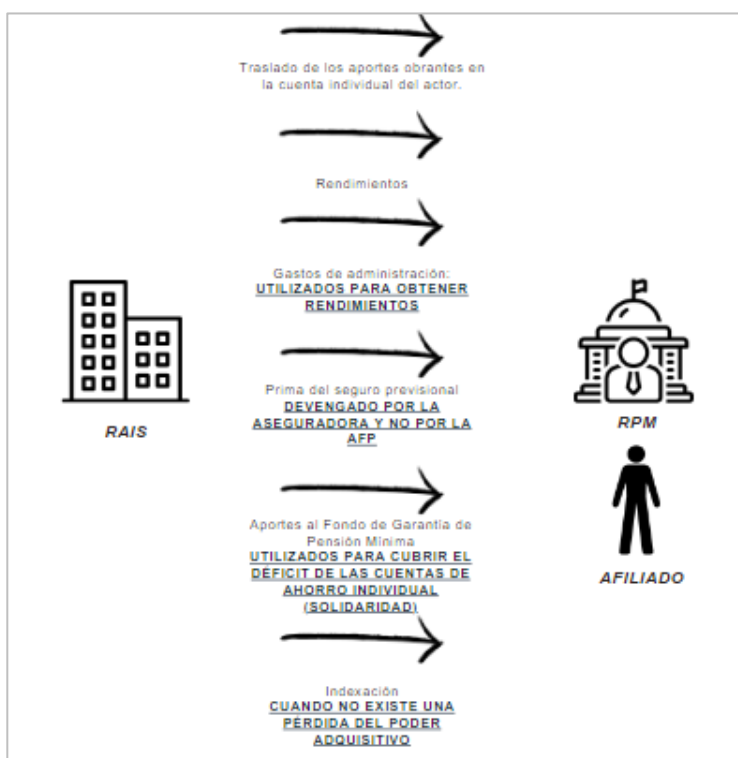 Traslado de los aportes obrantes en
la cuenta individual del actor.
Rendimientos
Gastos de administración:
UTILIZADOS PARA OBTENER
RENDIMIENTOS
Prima del seguro previsional
DEVENGADO POR LA
ASEGURADORA Y NO POR LA
AFP
RAIS
RPM
Aportes al Fondo de Garantía de
Pensión Mínima
UTILIZADOS PARA CUBRIR EL
DÉFICIT DE LAS CUENTAS DE
AHORRO INDIVIDUAL
(SOLIDARIDAD)
AFILIADO
Indexación
CUANDO NO EXISTE UNA
PÉRDIDA DEL PODER
ADQUISITIVO